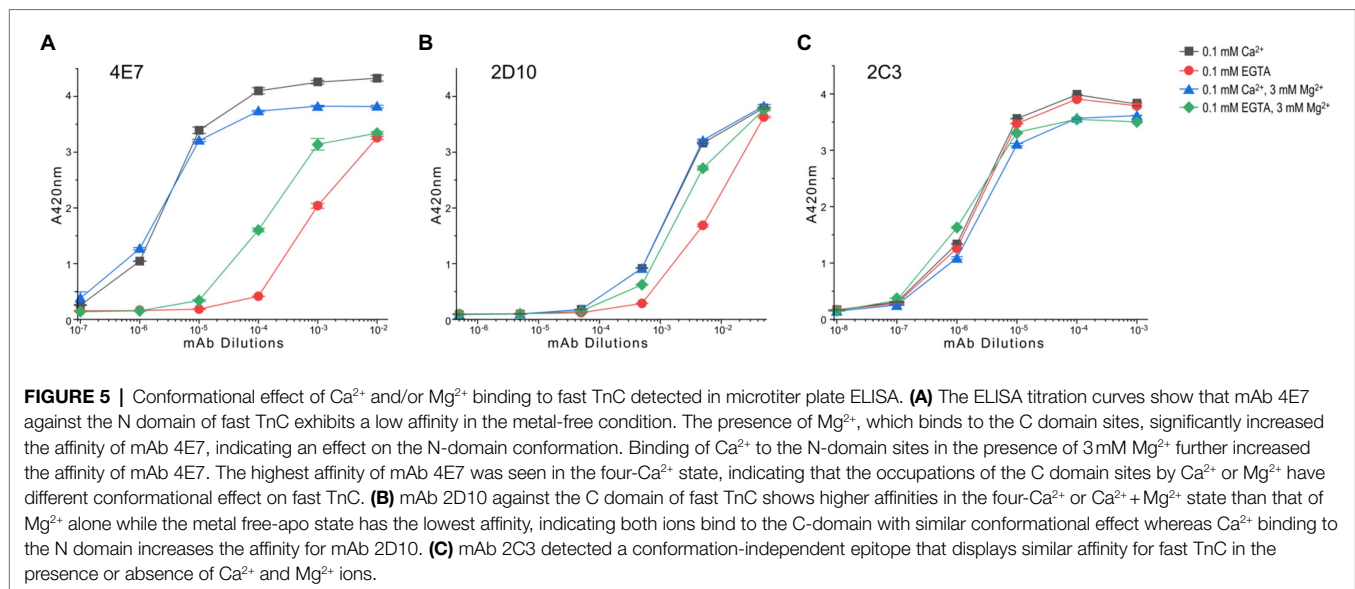 A
4E7
A420nm
4
3
2
1
0
10⁻⁷
10⁻⁶
10⁻⁵
10⁻⁴
10⁻³
10⁻²
mAb Dilutions
B
2D10
A420nm
4
3
2
1
0
10⁻⁶
10⁻⁵
10⁻⁴
10⁻³
10⁻²
mAb Dilutions
C
2C3
A420nm
4
3
2
1
0
10⁻⁸
10⁻⁷
10⁻⁶
10⁻⁵
10⁻⁴
10⁻³
mAb Dilutions
0.1 mM Ca²⁺
0.1 mM EGTA
0.1 mM Ca²⁺, 3 mM Mg²⁺
0.1 mM EGTA, 3 mM Mg²⁺
FIGURE 5 | Conformational effect of Ca²⁺ and/or Mg²⁺ binding to fast TnC detected in microtiter plate ELISA. (A) The ELISA titration curves show that mAb 4E7
against the N domain of fast TnC exhibits a low affinity in the metal-free condition. The presence of Mg²⁺, which binds to the C domain sites, significantly increased
the affinity of mAb 4E7, indicating an effect on the N-domain conformation. Binding of Ca²⁺ to the N-domain sites in the presence of 3 mM Mg²⁺ further increased
the affinity of mAb 4E7. The highest affinity of mAb 4E7 was seen in the four-Ca²⁺ state, indicating that the occupations of the C domain sites by Ca²⁺ or Mg²⁺ have
different conformational effect on fast TnC. (B) mAb 2D10 against the C domain of fast TnC shows higher affinities in the four-Ca²⁺ or Ca²⁺ + Mg²⁺ state than that of
Mg²⁺ alone while the metal free-apo state has the lowest affinity, indicating both ions bind to the C-domain with similar conformational effect whereas Ca²⁺ binding to
the N domain increases the affinity for mAb 2D10. (C) mAb 2C3 detected a conformation-independent epitope that displays similar affinity for fast TnC in the
presence or absence of Ca²⁺ and Mg²⁺ ions.